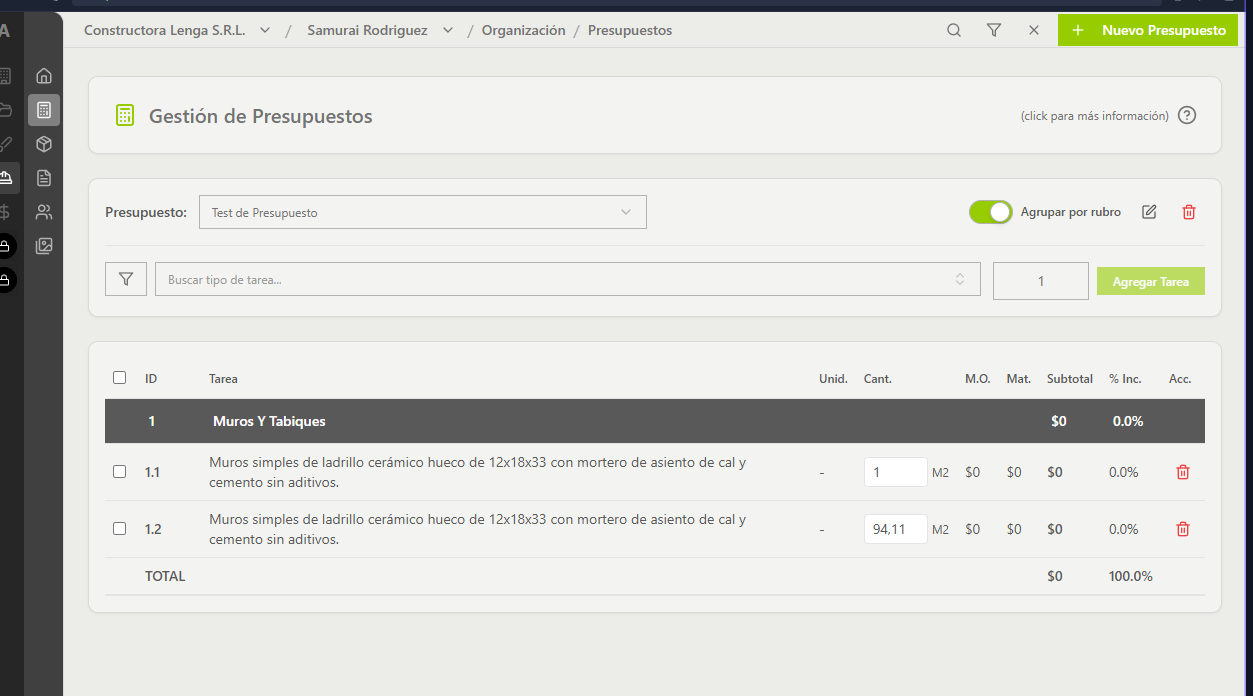 A
Constructora Lenga S.R.L. / Samurai Rodriguez / Organización / Presupuestos
+ Nuevo Presupuesto
Gestión de Presupuestos
(click para más información) ?
Presupuesto: Test de Presupuesto
Agrupar por rubro
Buscar tipo de tarea... 1 Agregar Tarea
ID Tarea Unid. Cant. M.O. Mat. Subtotal % Inc. Acc.
1 Muros Y Tabiques $0 0.0%
1.1 Muros simples de ladrillo cerámico hueco de 12x18x33 con mortero de asiento de cal y
cemento sin aditivos.
- 1 M2 $0 $0 $0 0.0%
1.2 Muros simples de ladrillo cerámico hueco de 12x18x33 con mortero de asiento de cal y
cemento sin aditivos.
- 94,11 M2 $0 $0 $0 0.0%
TOTAL $0 100.0%